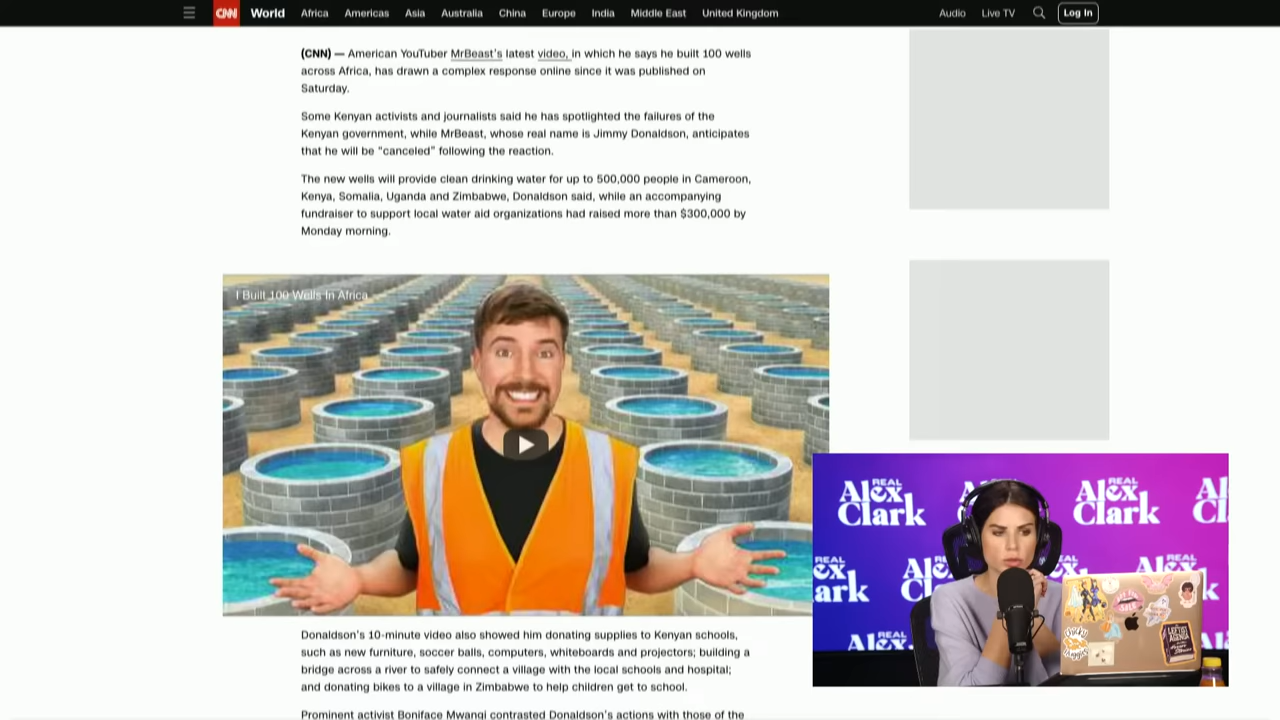 CNN World Africa Americas Asia Australia China Europe India Middle East United Kingdom Audio Live TV Log In
(CNN) — American YouTuber MrBeast's latest video, in which he says he built 100 wells
across Africa, has drawn a complex response online since it was published on
Saturday.
Some Kenyan activists and journalists said he has spotlighted the failures of the
Kenyan government, while MrBeast, whose real name is Jimmy Donaldson, anticipates
that he will be "canceled" following the reaction.
The new wells will provide clean drinking water for up to 500,000 people in Cameroon,
Kenya, Somalia, Uganda and Zimbabwe, Donaldson said, while an accompanying
fundraiser to support local water aid organizations had raised more than $300,000 by
Monday morning.
I Built 100 Wells In Africa
REAL
Alex
Clark
REAL
Alex
Clark
Al
Cl
ex
ark
REAL
Al
REAL
Alex
LEFTIST
AGENDA
Donaldson's 10-minute video also showed him donating supplies to Kenyan schools,
such as new furniture, soccer balls, computers, whiteboards and projectors; building a
bridge across a river to safely connect a village with the local schools and hospital;
and donating bikes to a village in Zimbabwe to help children get to school.
Prominent activist Boniface Mwangi contrasted Donaldson's actions with those of the